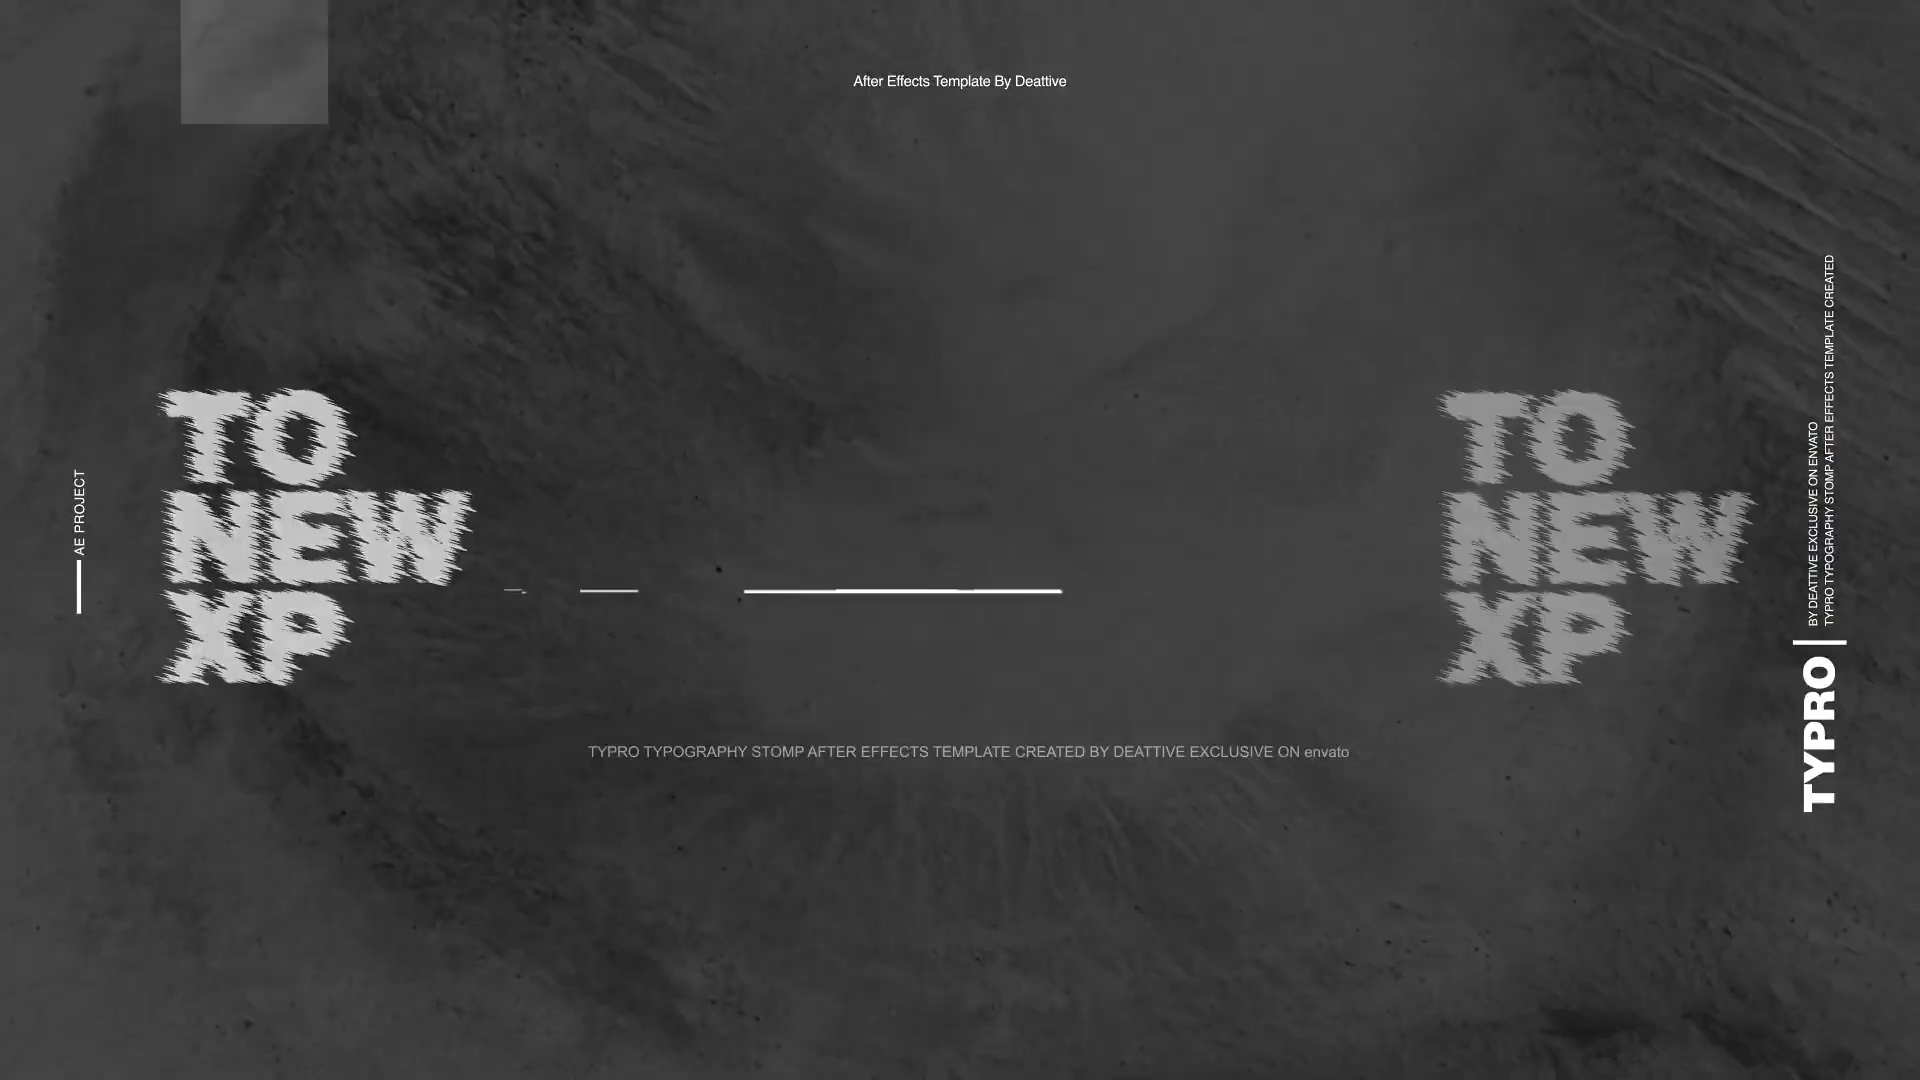 After Effects Template By Deattive
TO
NEW
XP
TO
NEW
XP
AE PROJECT
TYPRO TYPOGRAPHY STOMP AFTER EFFECTS TEMPLATE CREATED BY DEATTIVE EXCLUSIVE ON envato
TYPRO
BY DEATTIVE EXCLUSIVE ON ENVATO
TYPRO TYPOGRAPHY STOMP AFTER EFFECTS TEMPLATE CREATED